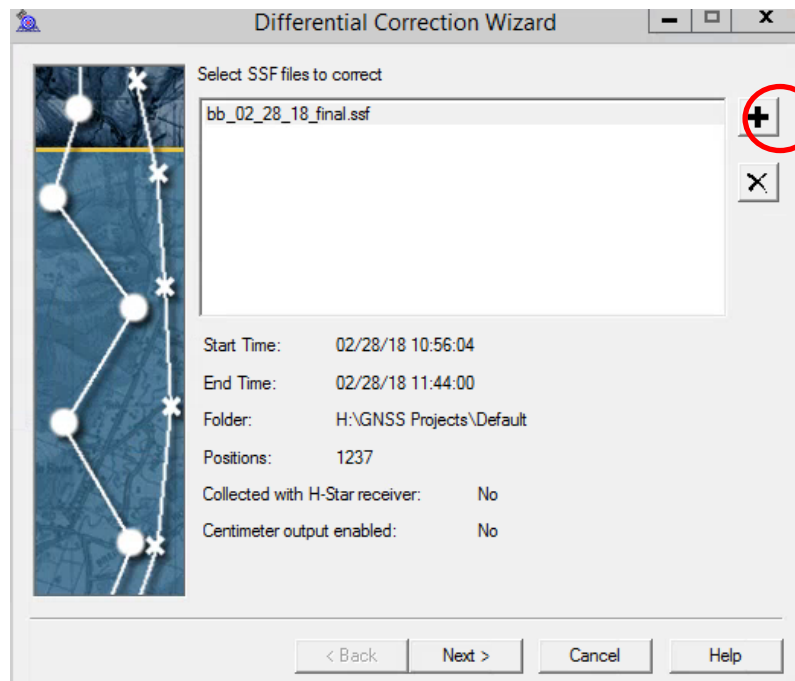 Differential Correction Wizard
Select SSF files to correct
bb_02_28_18_final.ssf
Start Time: 02/28/18 10:56:04
End Time: 02/28/18 11:44:00
Folder: H:\GNSS Projects\Default
Positions: 1237
Collected with H-Star receiver: No
Centimeter output enabled: No
< Back Next > Cancel Help